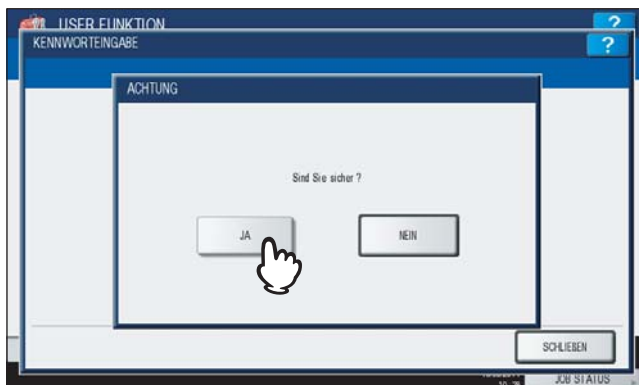 USER FUNKTION
?
KENNWORTEINGABE
?
ACHTUNG
Sind Sie sicher ?
JA
NEIN
SCHLIEßEN
JOB STATUS